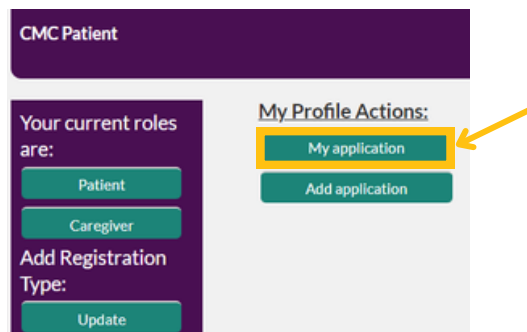 CMC Patient
Your current roles
are:
Patient
Caregiver
Add Registration
Type:
Update
My Profile Actions:
My application
Add application